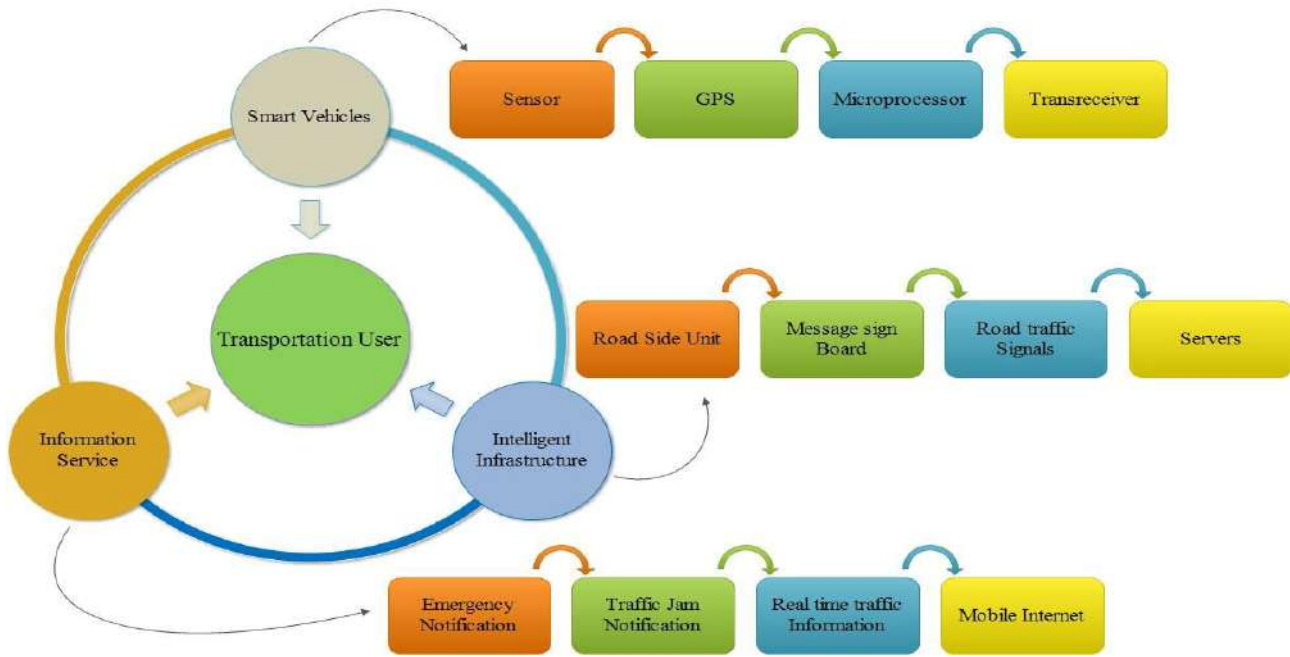 Smart Vehicles
Sensor
GPS
Microprocessor
Transreceiver
Transportation User
Road Side Unit
Message sign
Board
Road traffic
Signals
Servers
Information
Service
Intelligent
Infrastructure
Emergency
Notification
Traffic Jam
Notification
Real time traffic
Information
Mobile Internet